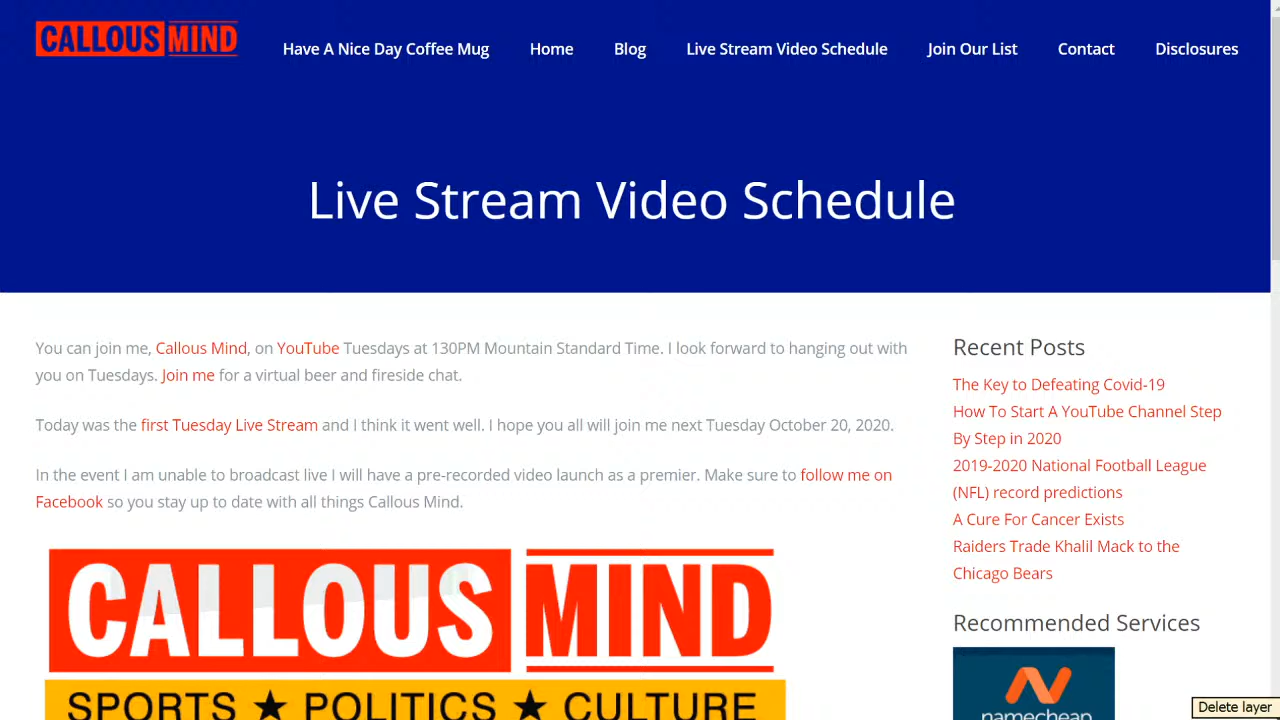 CALLOUS MIND
Have A Nice Day Coffee Mug Home Blog Live Stream Video Schedule Join Our List Contact Disclosures
Live Stream Video Schedule
You can join me, Callous Mind, on YouTube Tuesdays at 130PM Mountain Standard Time. I look forward to hanging out with
you on Tuesdays. Join me for a virtual beer and fireside chat.
Today was the first Tuesday Live Stream and I think it went well. I hope you all will join me next Tuesday October 20, 2020.
In the event I am unable to broadcast live I will have a pre-recorded video launch as a premier. Make sure to follow me on
Facebook so you stay up to date with all things Callous Mind.
CALLOUS MIND
SPORTS ★ POLITICS ★ CULTURE
Recent Posts
The Key to Defeating Covid-19
How To Start A YouTube Channel Step
By Step in 2020
2019-2020 National Football League
(NFL) record predictions
A Cure For Cancer Exists
Raiders Trade Khalil Mack to the
Chicago Bears
Recommended Services
namecheap
Delete layer